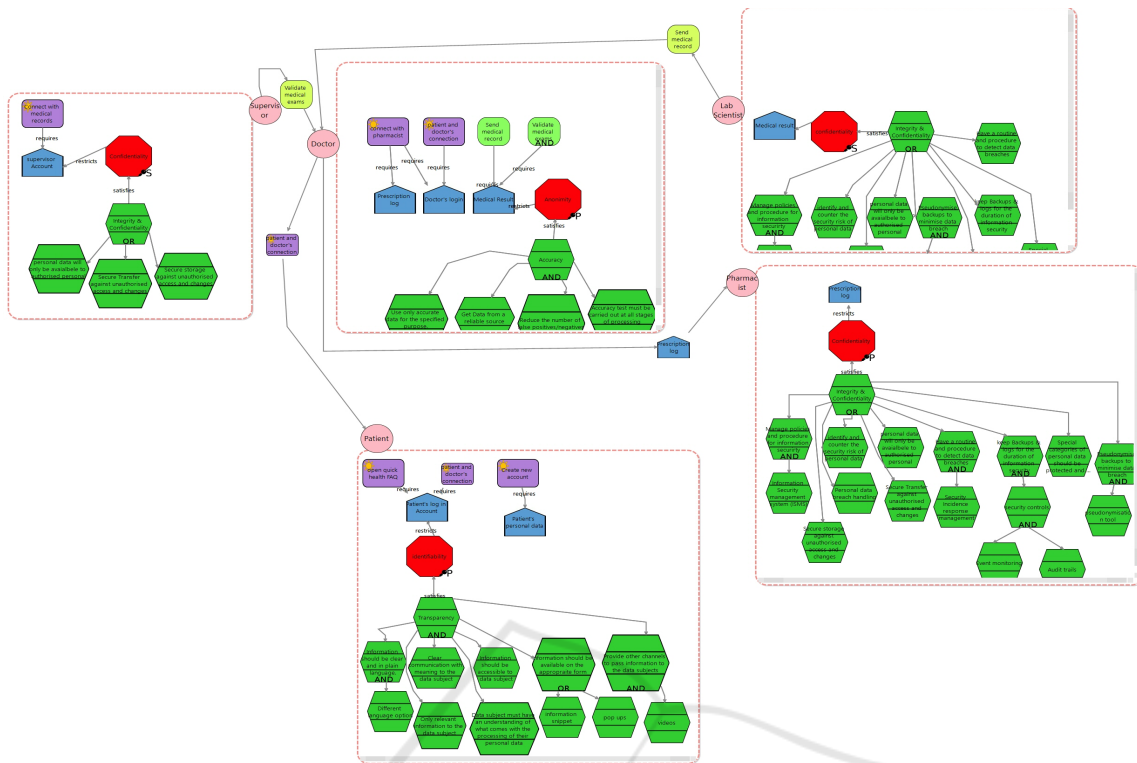 Send
medical
record
Supervis
or
Validate
medical
exams
Doctor
Lab
Scientist
Connect with
medical
records
requires
supervisor
Account
restricts
Confidentiality
S
satisfies
Integrity &
Confidentiality
OR
personal data will
only be availbele to
authorised personal
Secure Transfer
against unauthorised
access and changes
Secure storage
against unauthorised
access and changes
connect with
pharmacist
patient and
doctor's
connection
Send
medical
record
Validate
medical
exams
AND
requires
requires
requires
requires
requires
Prescription
log
Doctor's login
Medical Result
restricts
P
satisfies
Accuracy
AND
Use only accurate
data for the specified
purpose.
Get Data from a
reliable source
Reduce the number of
false positives/negative
Accuracy test must be
carried out at all stages
of processing
patient and
doctor's
connection
Prescription
log
Medical result
Confidentiality
S
satisfies
Integrity &
Confidentiality
OR
have a routine
and procedure
to detect data
breaches
Manage policies
and procedure for
information
security
AND
identify and
counter the
security risk of
personal data
personal data
will only be
availbele to
authorised
personal
Pseudonymise
backups to
minimise data
breach
AND
keep Backups &
logs for the
duration of
information
security
Pharmac
ist
Prescription
log
restricts
Confidentiality
P
satisfies
Integrity &
Confidentiality
OR
Manage policies
and procedure
for information
security
AND
identify and
counter the
security risk of
personal data
personal data
will only be
availbele to
authorised
personal
have a routine
and procedure
to detect data
breaches
AND
keep Backups &
logs for the
duration of
information
AND
Special
categories of
personal data
should be
protected and ...
Pseudonymise
backups to
minimise data
breach
AND
Information
Security
management
system (ISMS)
Personal data
breach handling
Secure Transfer
against
unauthorised
access and
changes
Security
incidence
response
management
security controls
AND
pseudonymisatio
n tool
Secure storage
against
unauthorised
access and
changes
Event monitoring
Audit trails
Patient
open quick
health FAQ
patient and
doctor's
connection
Create new
account
requires
requires
requires
Patient's log in
Account
Patient's
personal data
restricts
Identifiability
P
satisfies
Transparency
AND
Information
should be clear
and in plain
language.
AND
Clear
communication with
meaning to the
data subject
Information
should be
accessible to
data subject
Information should be
available on the
appropraite form
OR
Provide other channels
to pass information to
the data subjects
AND
Different
language option
Only relevant
information to the
data subject
Data subject must have
an understanding of
what comes with the
processing of their
personal data
information
snippet
pop ups
videos